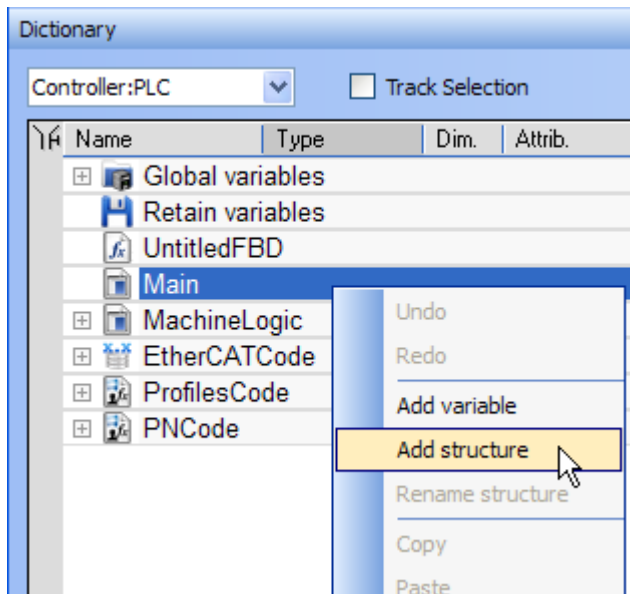 Dictionary
Controller:PLC Track Selection
Name Type Dim. Attrib.
Global variables
Retain variables
UntitledFBD
Main
MachineLogic
EtherCATCode
ProfilesCode
PNCode
Undo
Redo
Add variable
Add structure
Rename structure
Copy
Paste